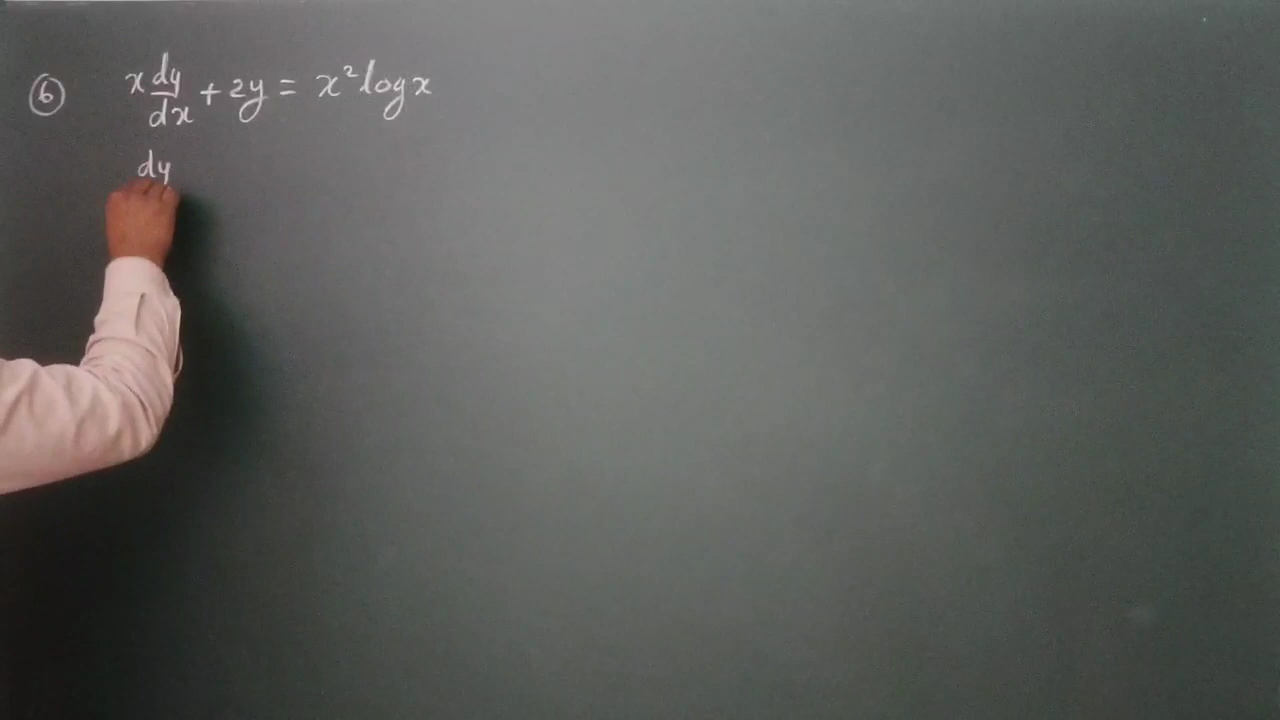 ⑥ x dy/dx + 2y = x² log x
dy